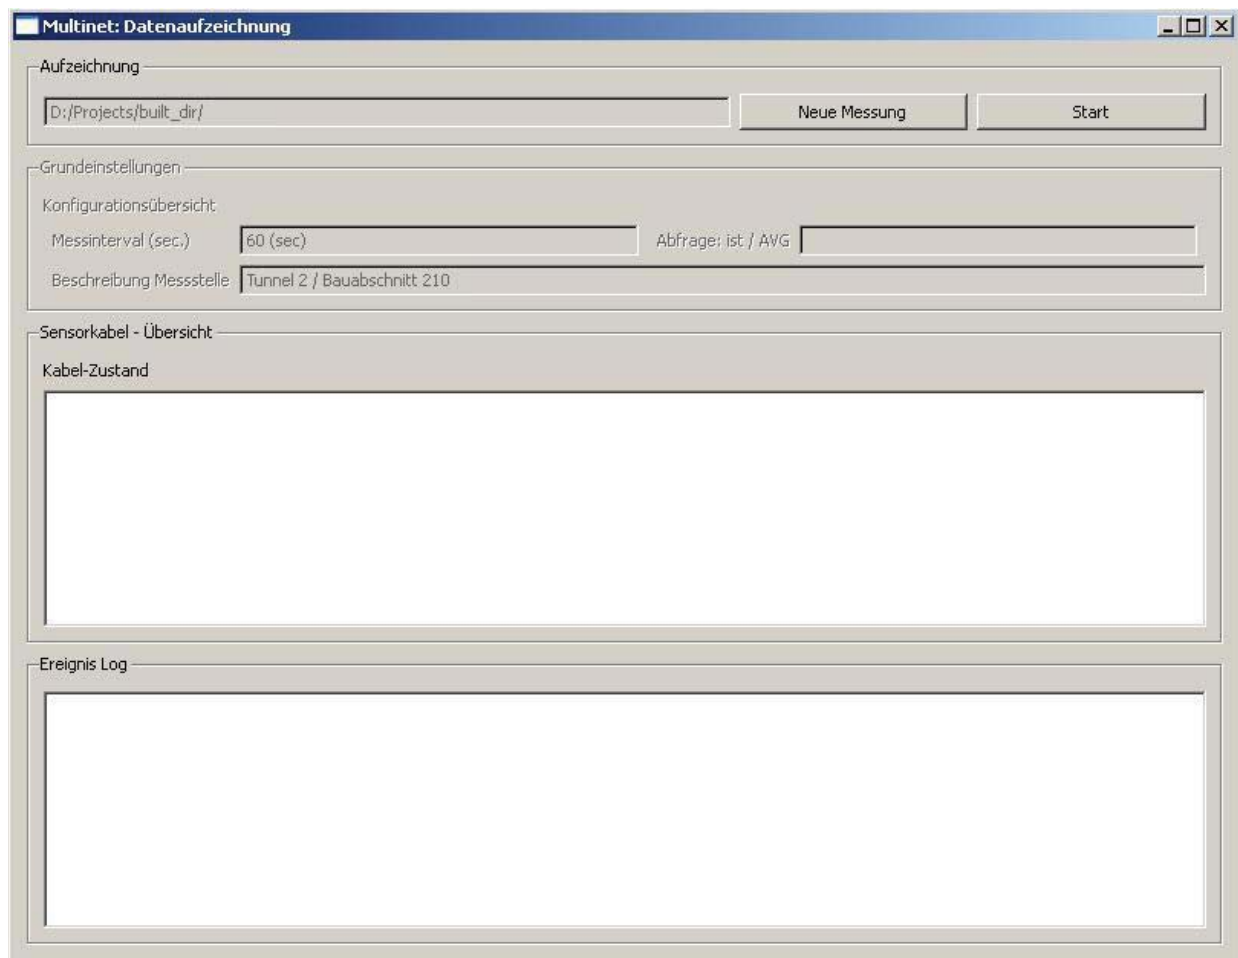 Multinet: Datenaufzeichnung
Aufzeichnung
D:/Projects/built_dir/ Neue Messung Start
Grundeinstellungen
Konfigurationsübersicht
Messinterval (sec.) 60 (sec) Abfrage: ist / AVG
Beschreibung Messstelle Tunnel 2 / Bauabschnitt 210
Sensorkabel - Übersicht
Kabel-Zustand
Ereignis Log